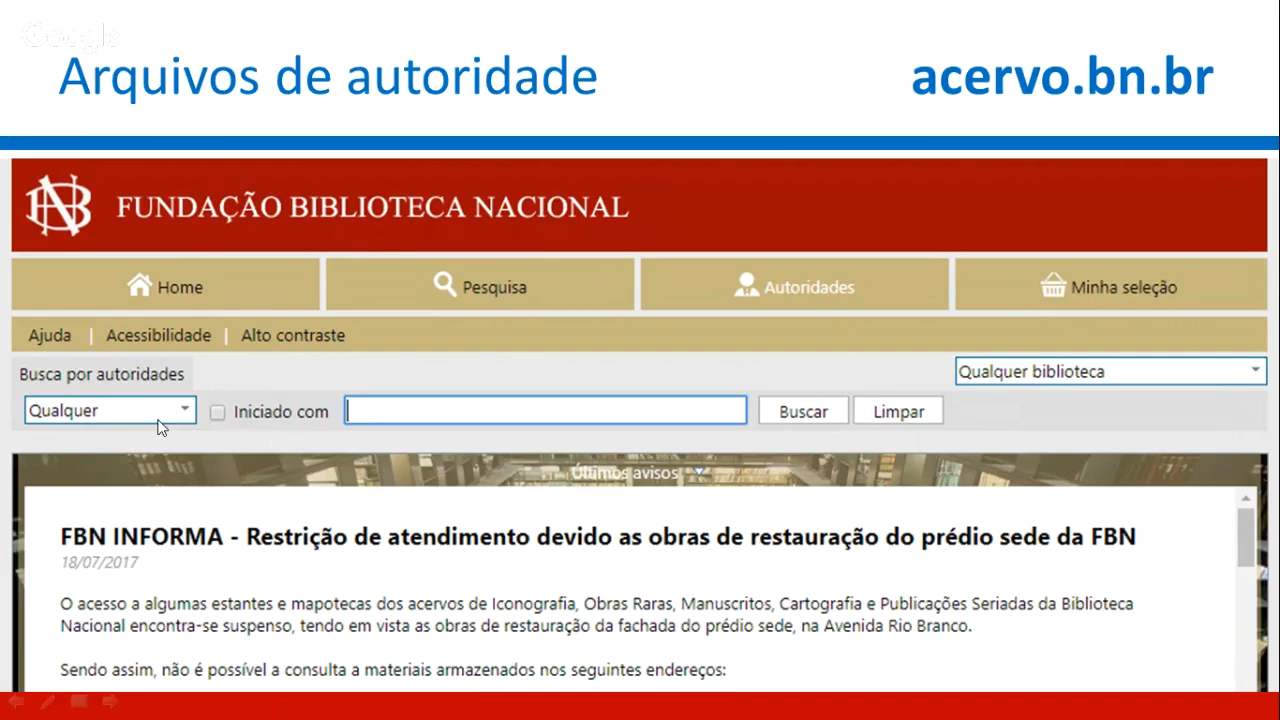 Google
Arquivos de autoridade
acervo.bn.br
FUNDAÇÃO BIBLIOTECA NACIONAL
Home
Pesquisa
Autoridades
Minha seleção
Ajuda | Acessibilidade | Alto contraste
Busca por autoridades
Qualquer biblioteca
Qualquer
Iniciado com
Buscar
Limpar
Últimos avisos
FBN INFORMA - Restrição de atendimento devido as obras de restauração do prédio sede da FBN
18/07/2017
O acesso a algumas estantes e mapotecas dos acervos de Iconografia, Obras Raras, Manuscritos, Cartografia e Publicações Seriadas da Biblioteca
Nacional encontra-se suspenso, tendo em vista as obras de restauração da fachada do prédio sede, na Avenida Rio Branco.
Sendo assim, não é possível a consulta a materiais armazenados nos seguintes endereços: